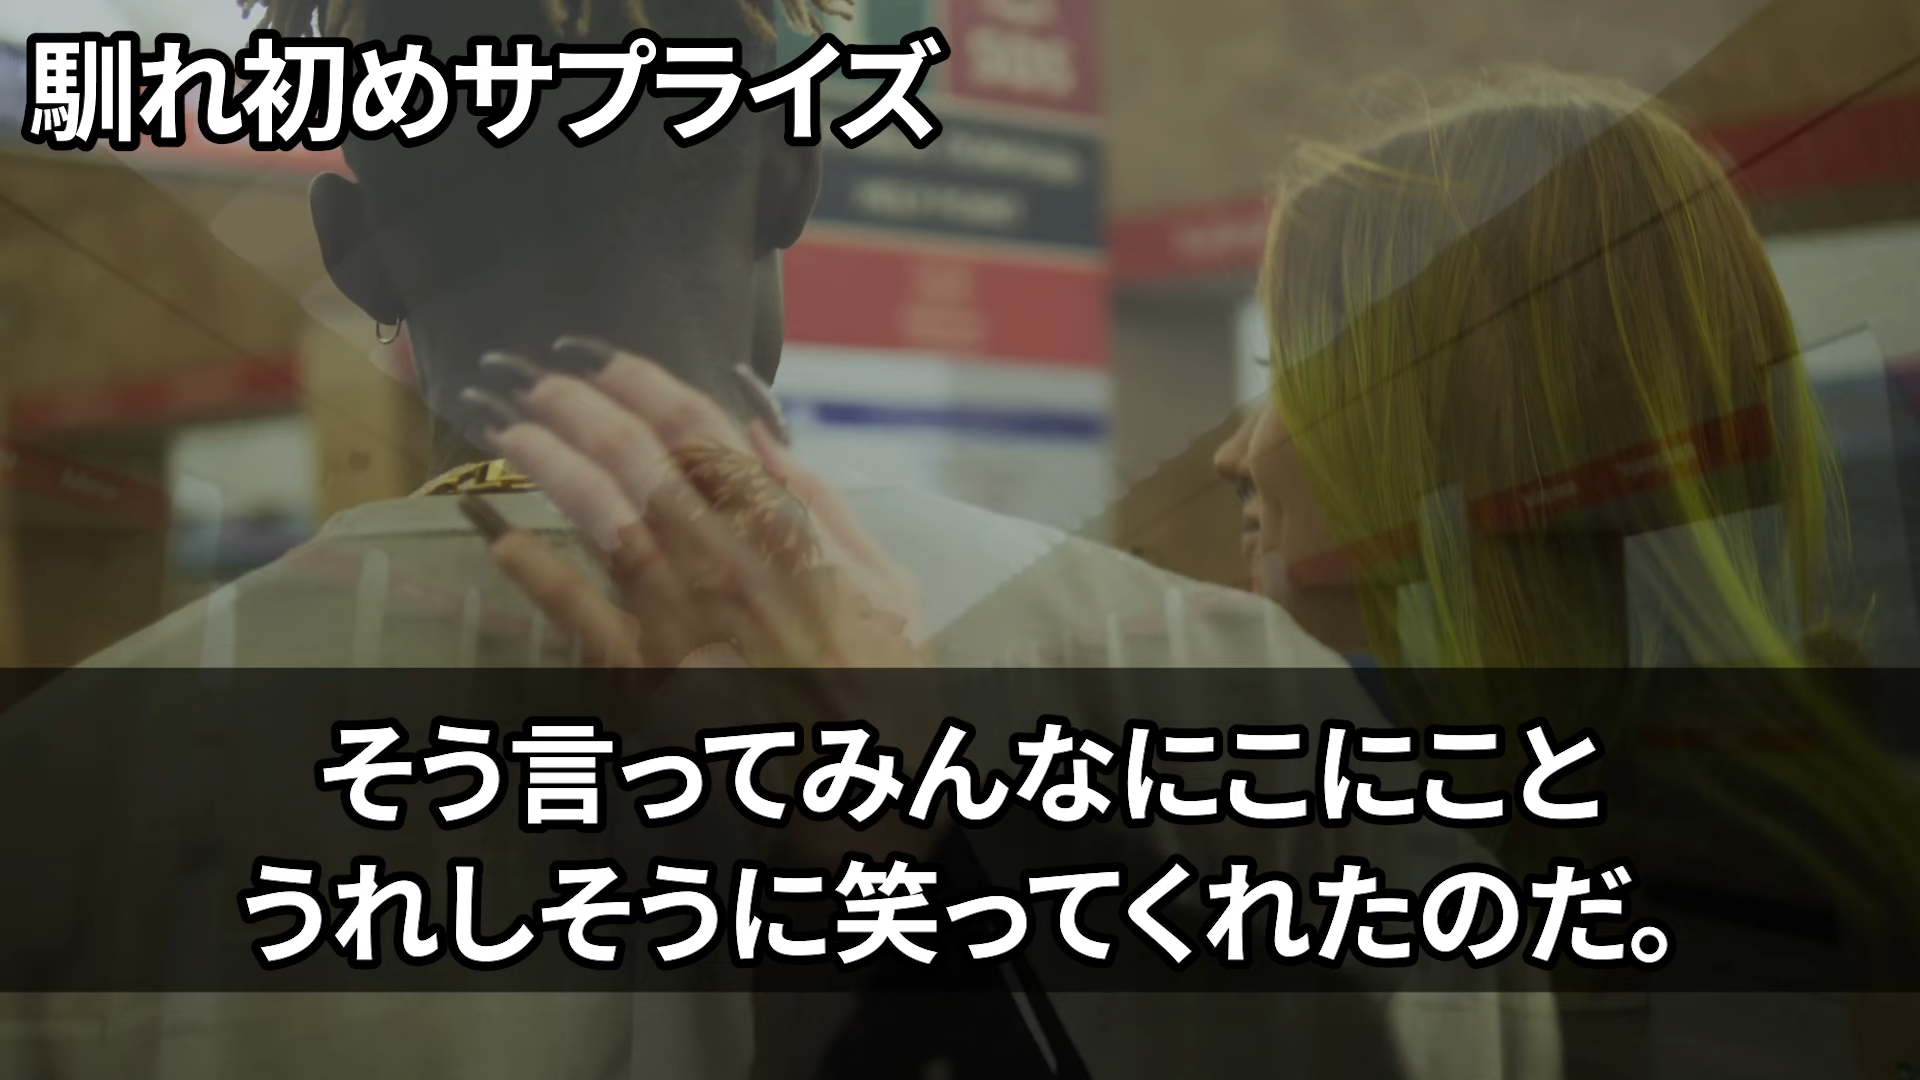 馴れ初めサプライズ
そう言ってみんなにこにこと
うれしそうに笑ってくれたのだ。